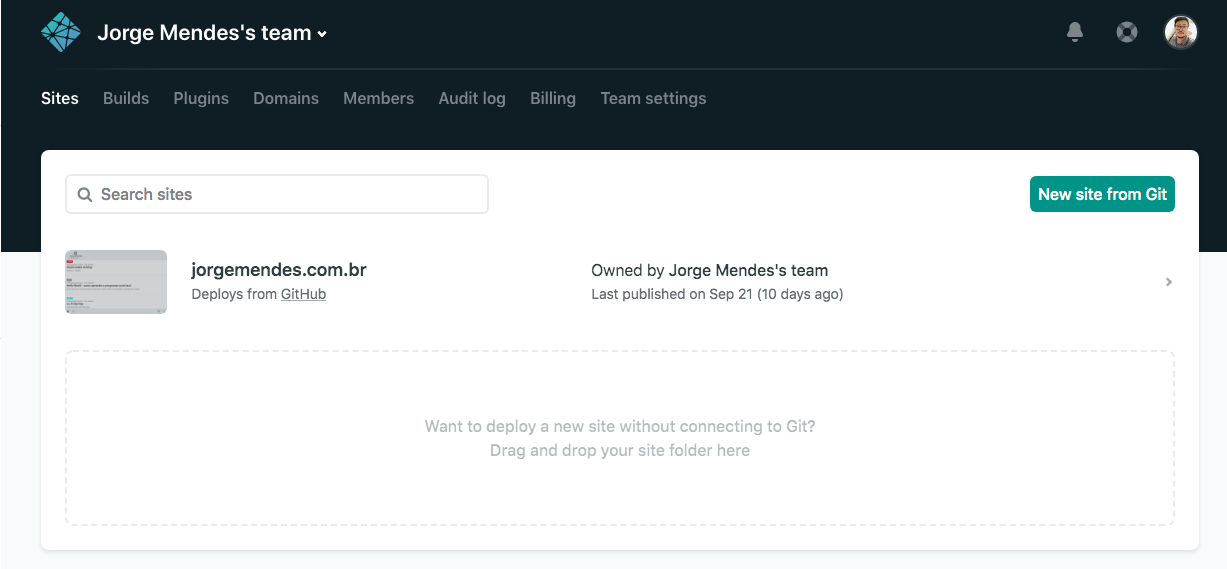 Jorge Mendes's team
Sites Builds Plugins Domains Members Audit log Billing Team settings
Search sites
New site from Git
jorgemendes.com.br
Deploys from GitHub
Owned by Jorge Mendes's team
Last published on Sep 21 (10 days ago)
Want to deploy a new site without connecting to Git?
Drag and drop your site folder here